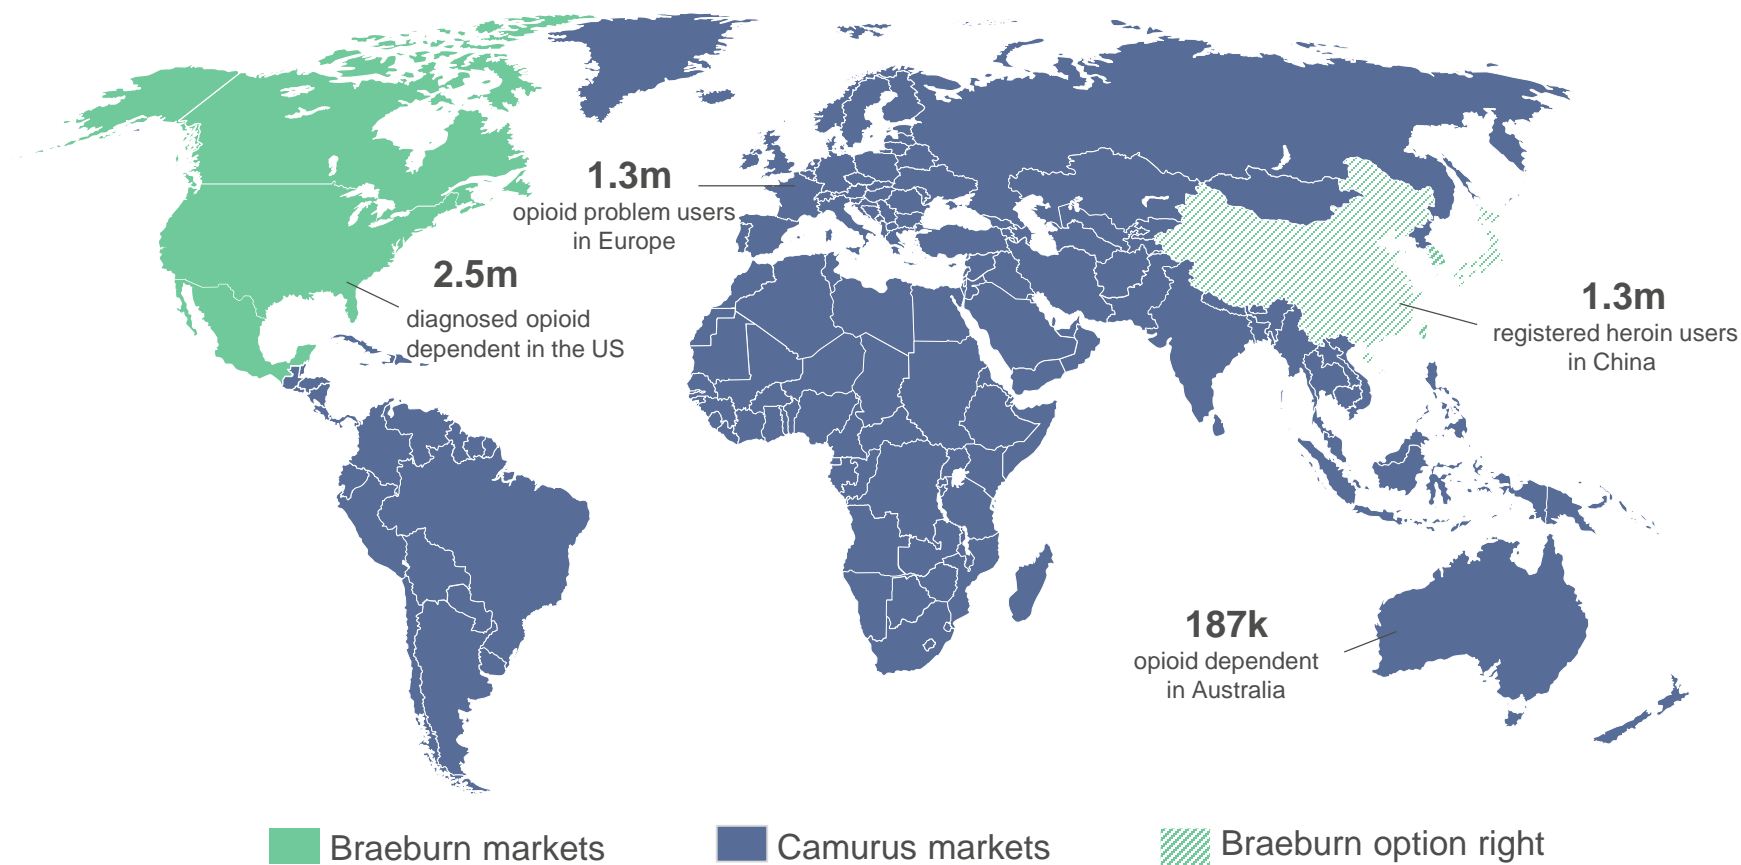 1.3m
opioid problem users
in Europe
2.5m
diagnosed opioid
dependent in the US
1.3m
registered heroin users
in China
187k
opioid dependent
in Australia
Braeburn markets
Camurus markets
Braeburn option right